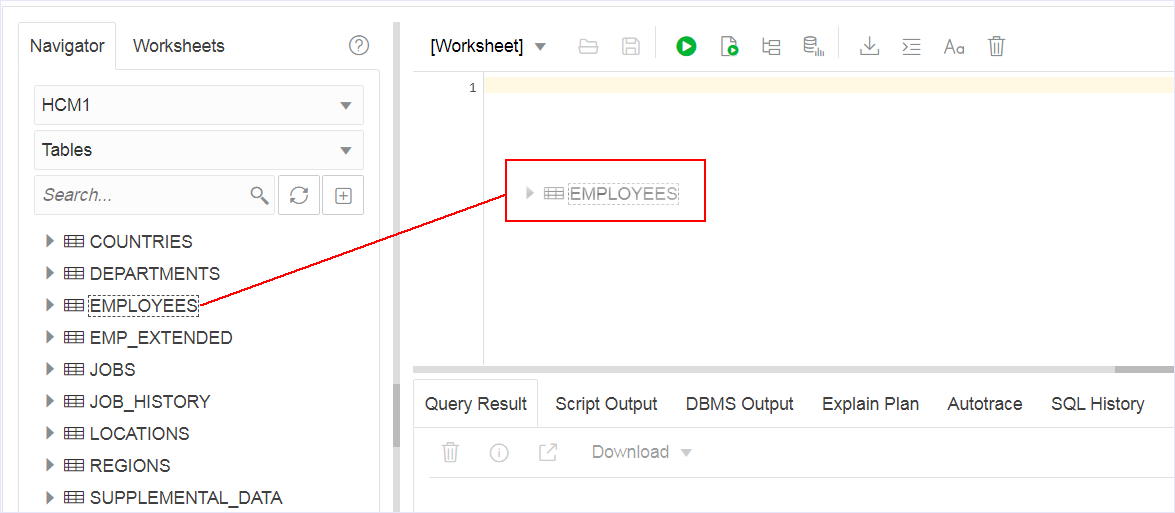 Navigator
Worksheets
HCM1
Tables
Search...
COUNTRIES
DEPARTMENTS
EMPLOYEES
EMP_EXTENDED
JOBS
JOB_HISTORY
LOCATIONS
REGIONS
SUPPLEMENTAL_DATA
[Worksheet]
Aa
1
EMPLOYEES
Query Result
Script Output
DBMS Output
Explain Plan
Autotrace
SQL History
Download